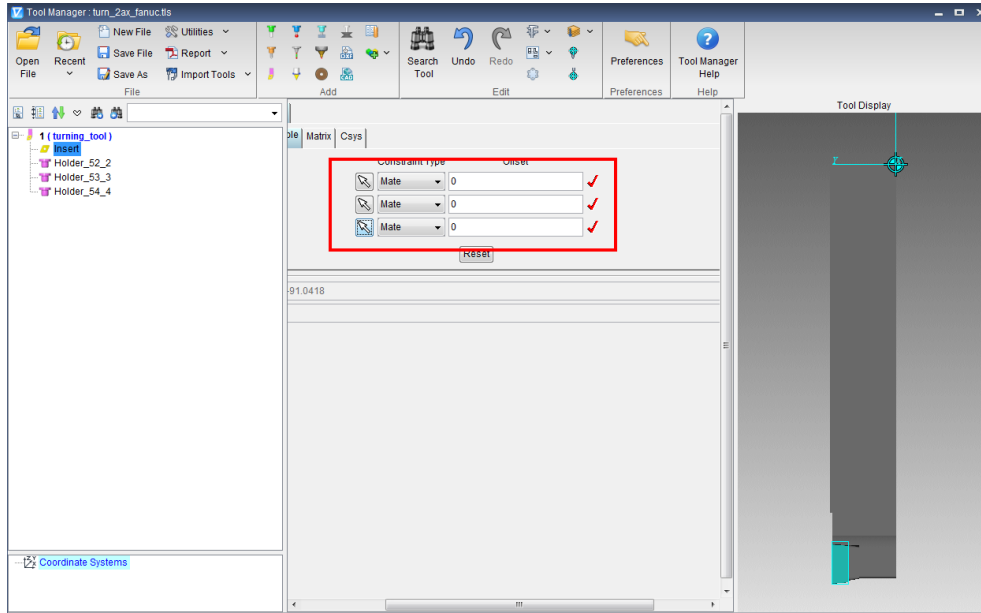 Tool Manager : turn_2ax_fanuc.tls
Open File
Recent
New File
Save File
Save As
Utilities
Report
Import Tools
File
Add
Search Tool
Undo
Redo
Edit
Preferences
Preferences
Tool Manager Help
Help
1 ( turning_tool )
Insert
Holder_52_2
Holder_53_3
Holder_54_4
Coordinate Systems
Matrix
Csys
Constraint Type
Offset
Mate
0
Mate
0
Mate
0
Reset
-91.0418
Tool Display